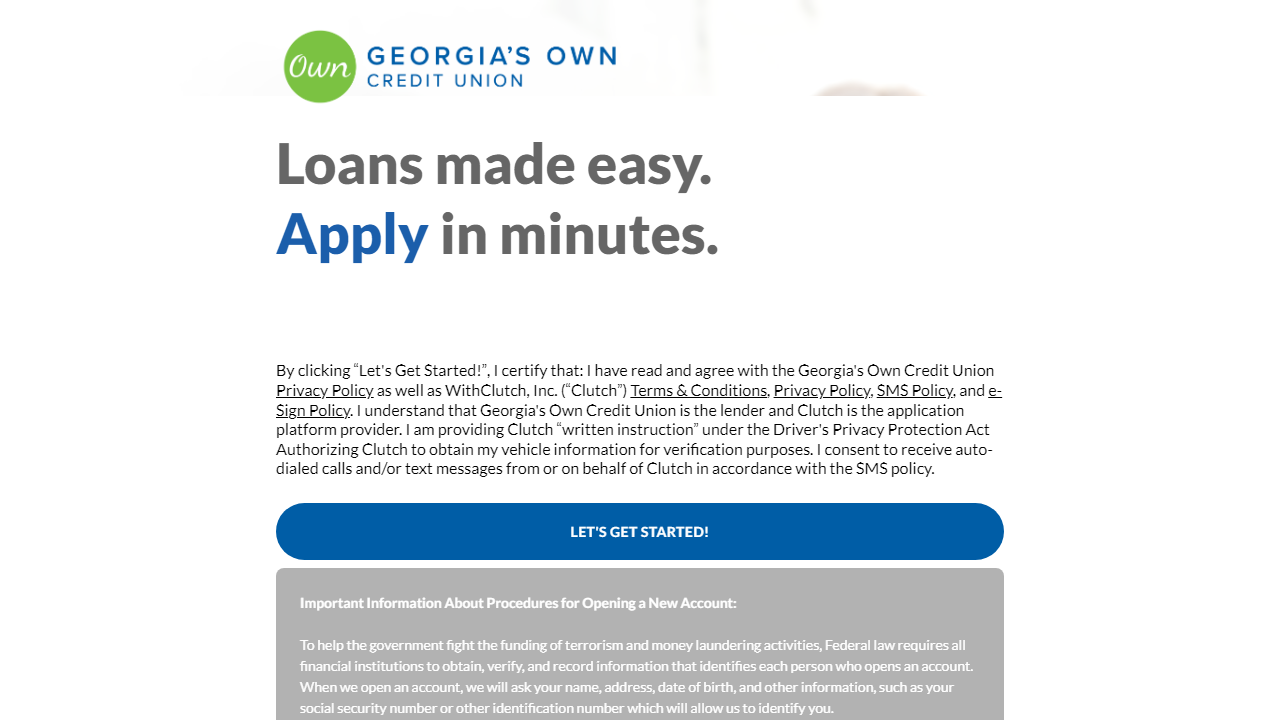 Own
GEORGIA'S OWN
CREDIT UNION
Loans made easy.
Apply in minutes.
By clicking “Let's Get Started!”, I certify that: I have read and agree with the Georgia's Own Credit Union
Privacy Policy as well as WithClutch, Inc. (“Clutch”) Terms & Conditions, Privacy Policy, SMS Policy, and e-
Sign Policy. I understand that Georgia's Own Credit Union is the lender and Clutch is the application
platform provider. I am providing Clutch “written instruction” under the Driver's Privacy Protection Act
Authorizing Clutch to obtain my vehicle information for verification purposes. I consent to receive auto-
dialed calls and/or text messages from or on behalf of Clutch in accordance with the SMS policy.
LET'S GET STARTED!
Important Information About Procedures for Opening a New Account:
To help the government fight the funding of terrorism and money laundering activities, Federal law requires all
financial institutions to obtain, verify, and record information that identifies each person who opens an account.
When we open an account, we will ask your name, address, date of birth, and other information, such as your
social security number or other identification number which will allow us to identify you.